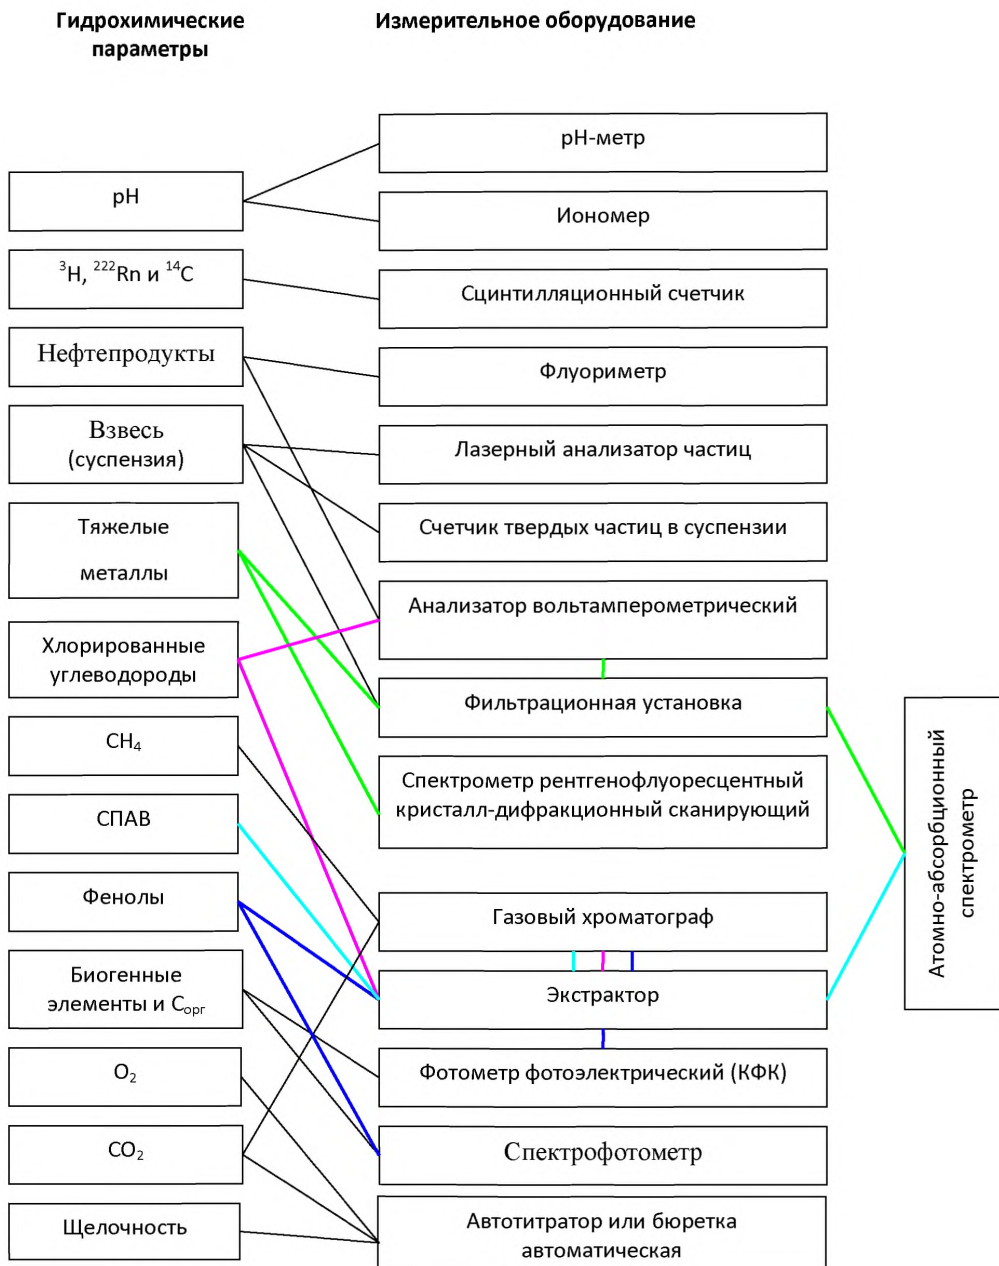 Гидрохимические
параметры
Измерительное оборудование
pH
³H, ²²²Rn и ¹⁴C
Нефтепродукты
Взвесь
(суспензия)
Тяжелые
металлы
Хлорированные
углеводороды
CH₄
СПАВ
Фенолы
Биогенные
элементы и Cорг
O₂
CO₂
Щелочность
pH-метр
Иономер
Сцинтилляционный счетчик
Флуориметр
Лазерный анализатор частиц
Счетчик твердых частиц в суспензии
Анализатор вольтамперометрический
Фильтрационная установка
Спектрометр рентгенофлуоресцентный
кристалл-дифракционный сканирующий
Газовый хроматограф
Экстрактор
Фотометр фотоэлектрический (КФК)
Спектрофотометр
Автотитратор или бюретка
автоматическая
Атомно-абсорбционный
спектрометр